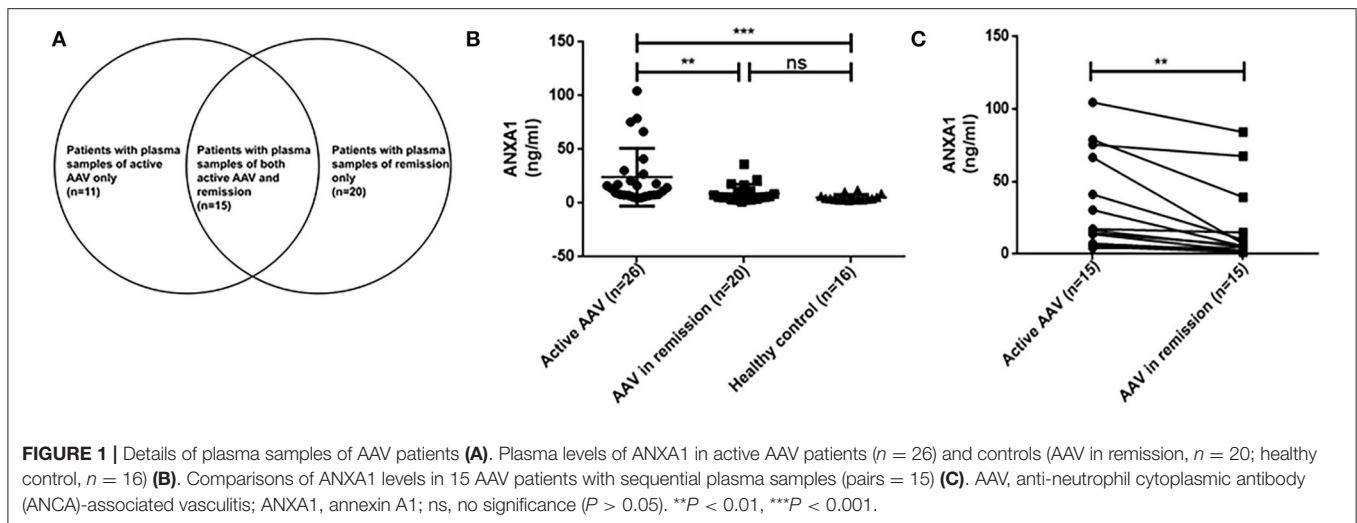 A
Patients with plasma
samples of active
AAV only
(n=11)
Patients with plasma
samples of both
active AAV and
remission
(n=15)
Patients with plasma
samples of remission
only
(n=20)
B
ANXA1
(ng/ml)
150
100
50
0
-50
***
**
ns
Active AAV (n=26)
AAV in remission (n=20)
Healthy control (n=16)
C
ANXA1
(ng/ml)
150
100
50
0
**
Active AAV (n=15)
AAV in remission (n=15)
FIGURE 1 | Details of plasma samples of AAV patients (A). Plasma levels of ANXA1 in active AAV patients (n = 26) and controls (AAV in remission, n = 20; healthy
control, n = 16) (B). Comparisons of ANXA1 levels in 15 AAV patients with sequential plasma samples (pairs = 15) (C). AAV, anti-neutrophil cytoplasmic antibody
(ANCA)-associated vasculitis; ANXA1, annexin A1; ns, no significance (P > 0.05). **P < 0.01, ***P < 0.001.